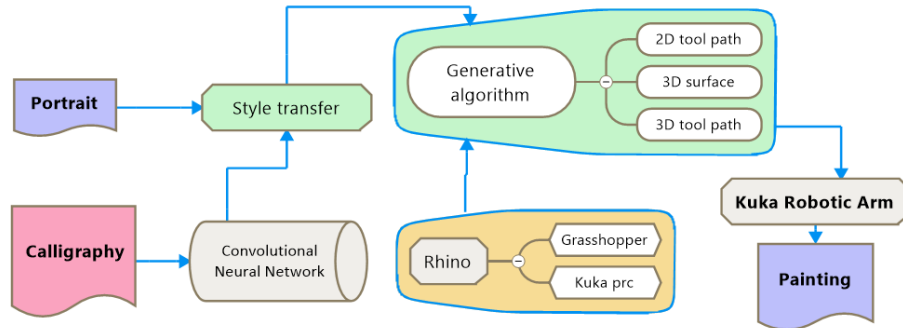 Portrait
Style transfer
Generative
algorithm
2D tool path
3D surface
3D tool path
Calligraphy
Convolutional
Neural Network
Rhino
Grasshopper
Kuka prc
Kuka Robotic Arm
Painting